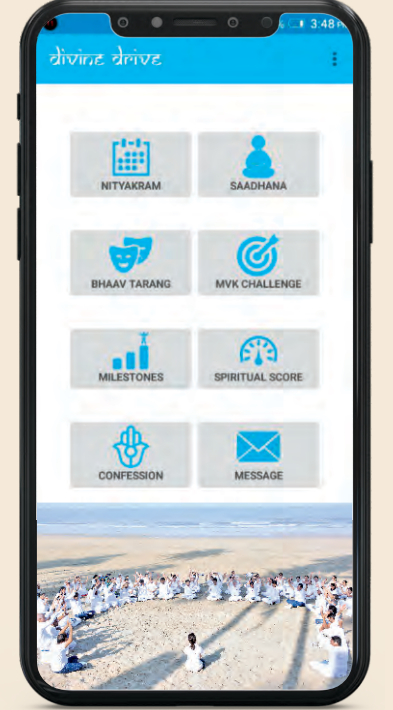 3:48
divine drive
NITYAKRAM
SAADHANA
BHAAV TARANG
MVK CHALLENGE
MILESTONES
SPIRITUAL SCORE
CONFESSION
MESSAGE